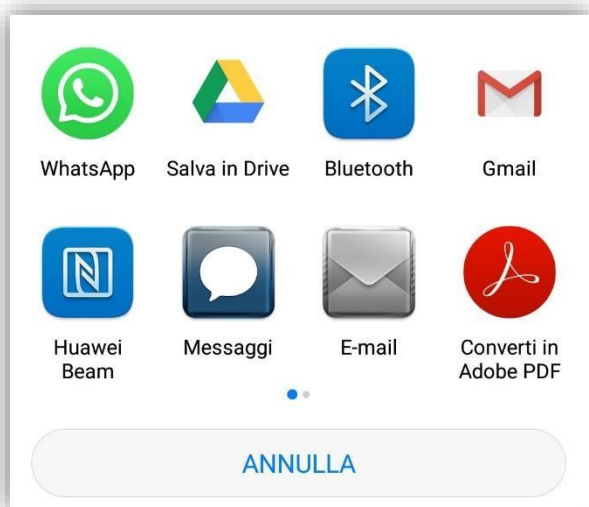 WhatsApp Salva in Drive Bluetooth Gmail
Huawei Beam Messaggi E-mail Converti in Adobe PDF
ANNULLA